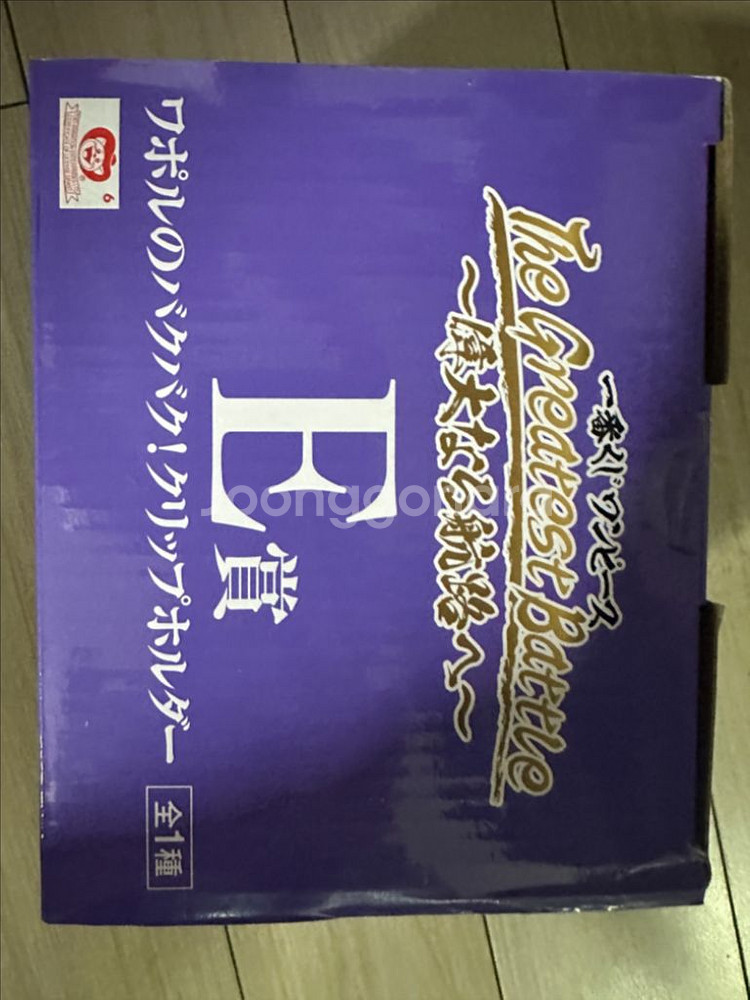 一番くじ ワンピース
The Greatest Battle
~偉大なる航路へ~
E賞
ワポルのバクバク!クリップホルダー
全1種
6
joonggonara